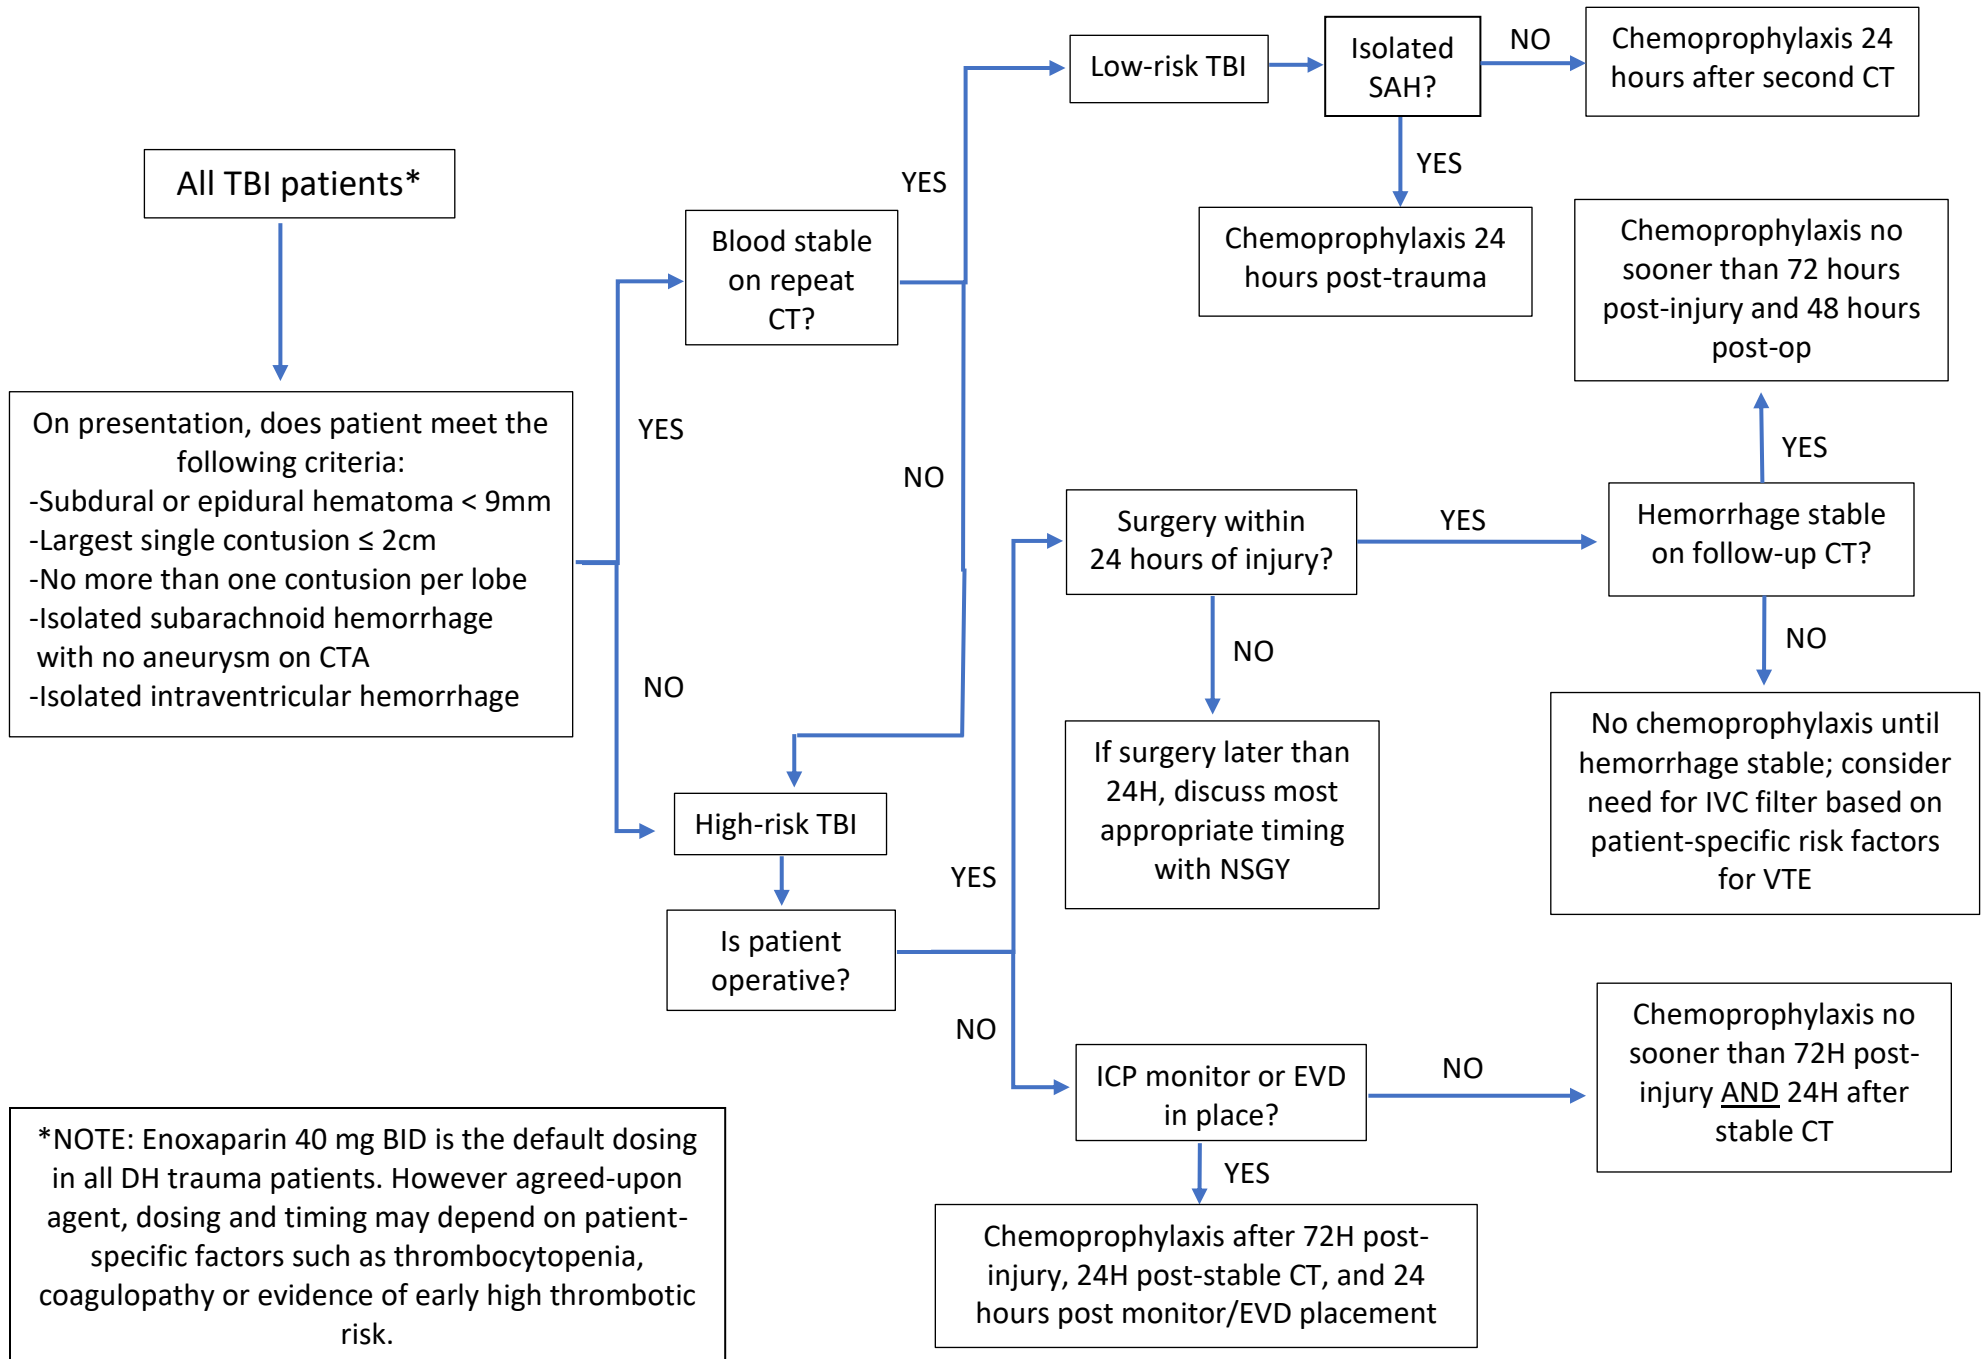 All TBI patients*
On presentation, does patient meet the
following criteria:
-Subdural or epidural hematoma < 9mm
-Largest single contusion ≤ 2cm
-No more than one contusion per lobe
-Isolated subarachnoid hemorrhage
with no aneurysm on CTA
-Isolated intraventricular hemorrhage
YES
NO
Blood stable
on repeat
CT?
YES
NO
Low-risk TBI
Isolated
SAH?
NO
Chemoprophylaxis 24
hours after second CT
YES
Chemoprophylaxis 24
hours post-trauma
High-risk TBI
Is patient
operative?
YES
NO
Surgery within
24 hours of injury?
YES
NO
If surgery later than
24H, discuss most
appropriate timing
with NSGY
Hemorrhage stable
on follow-up CT?
YES
Chemoprophylaxis no
sooner than 72 hours
post-injury and 48 hours
post-op
NO
No chemoprophylaxis until
hemorrhage stable; consider
need for IVC filter based on
patient-specific risk factors
for VTE
ICP monitor or EVD
in place?
NO
Chemoprophylaxis no
sooner than 72H post-
injury AND 24H after
stable CT
YES
Chemoprophylaxis after 72H post-
injury, 24H post-stable CT, and 24
hours post monitor/EVD placement
*NOTE: Enoxaparin 40 mg BID is the default dosing
in all DH trauma patients. However agreed-upon
agent, dosing and timing may depend on patient-
specific factors such as thrombocytopenia,
coagulopathy or evidence of early high thrombotic
risk.